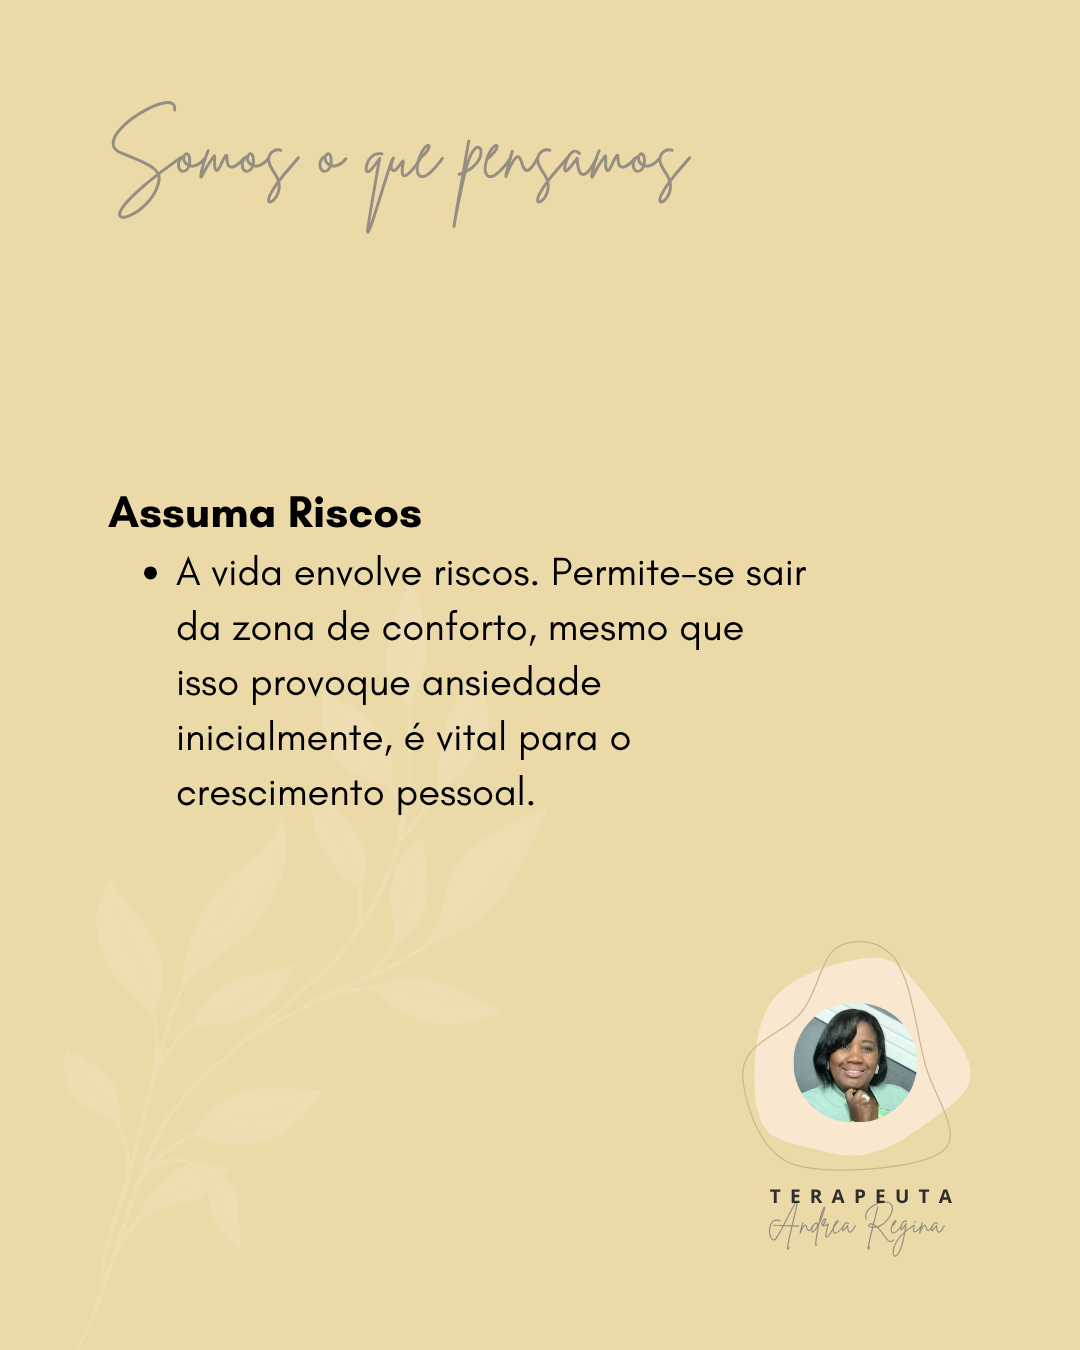 Somos o que pensamos
Assuma Riscos
• A vida envolve riscos. Permite-se sair
da zona de conforto, mesmo que
isso provoque ansiedade
inicialmente, é vital para o
crescimento pessoal.
TERAPEUTA
Andrea Regina